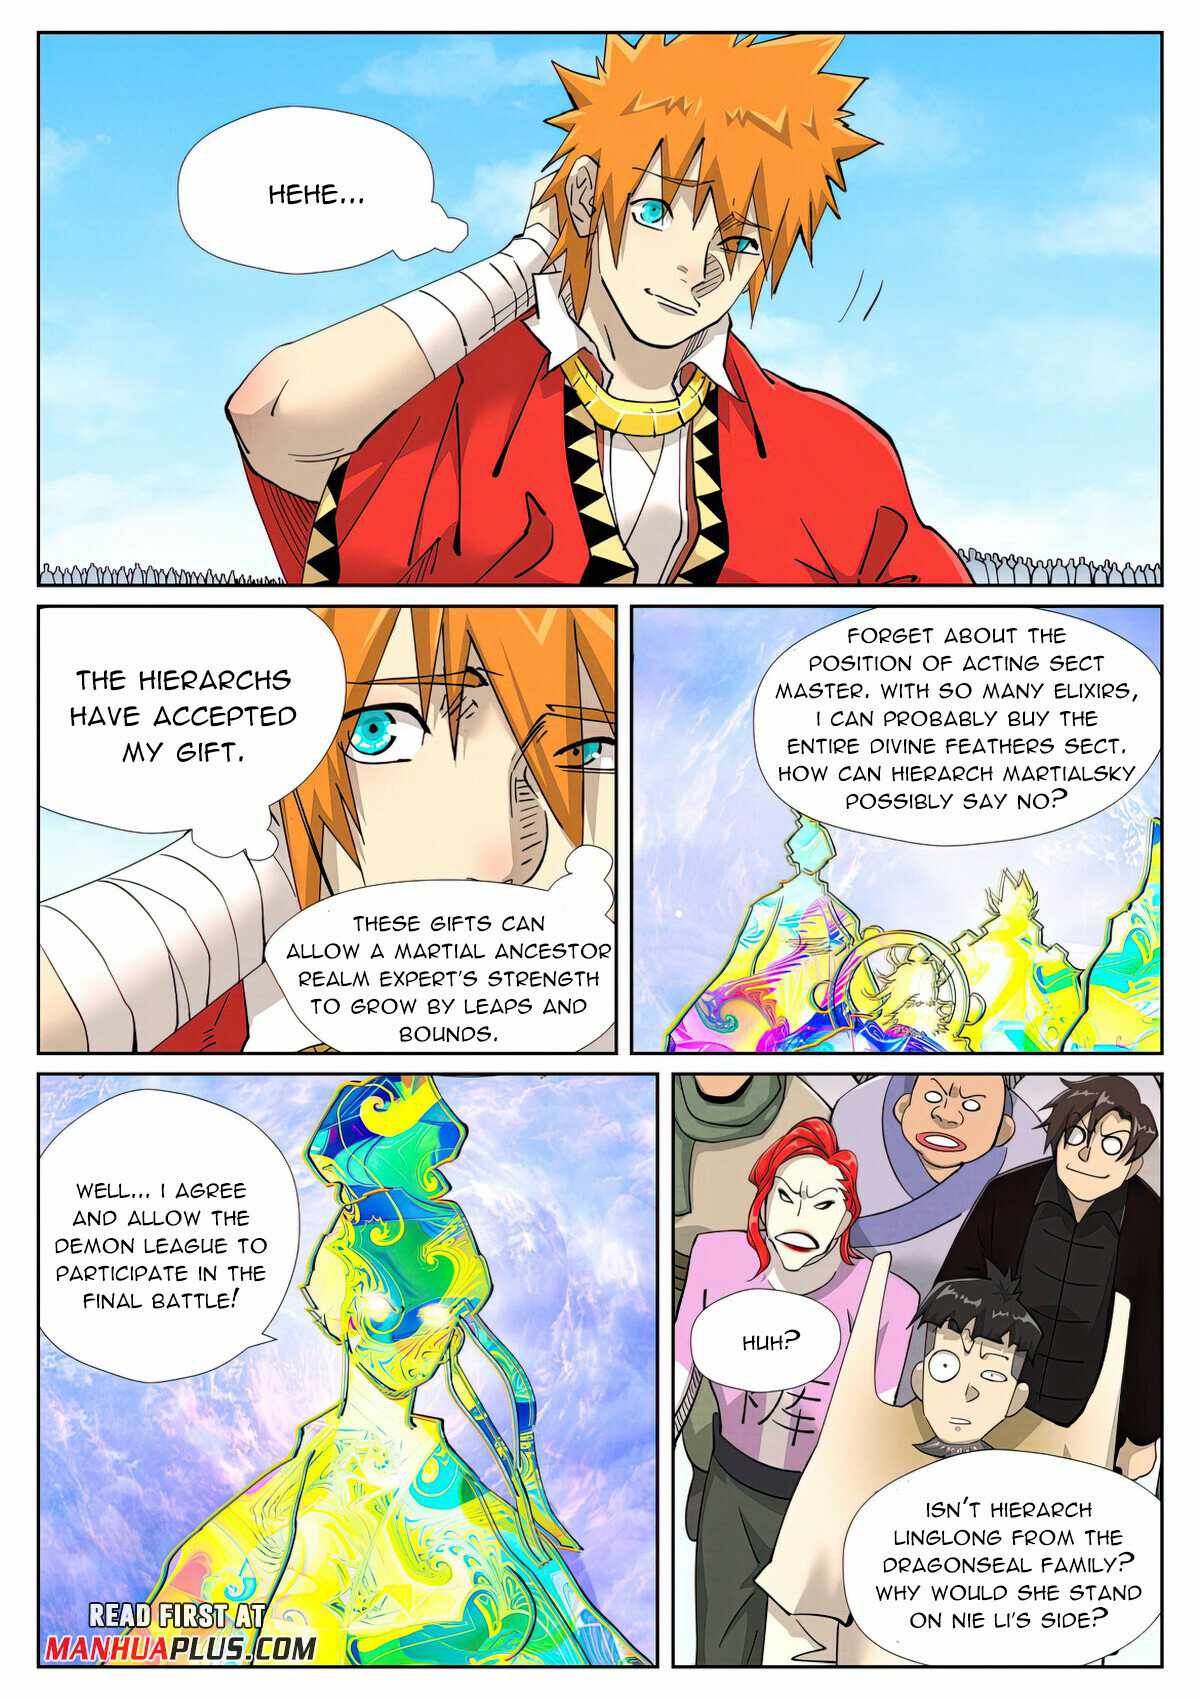 HEHE...
THE HIERARCHS
HAVE ACCEPTED
MY GIFT.
THESE GIFTS CAN
ALLOW A MARTIAL ANCESTOR
REALM EXPERT'S STRENGTH
TO GROW BY LEAPS AND
BOUNDS.
FORGET ABOUT THE
POSITION OF ACTING SECT
MASTER. WITH SO MANY ELIXIRS,
I CAN PROBABLY BUY THE
ENTIRE DIVINE FEATHERS SECT.
HOW CAN HIERARCH MARTIALSKY
POSSIBLY SAY NO?
WELL... I AGREE
AND ALLOW THE
DEMON LEAGUE TO
PARTICIPATE IN THE
FINAL BATTLE!
READ FIRST AT
MANHUAPLUS.COM
HUH?
ISN'T HIERARCH
LINGLONG FROM THE
DRAGONSEAL FAMILY?
WHY WOULD SHE STAND
ON NIE LI'S SIDE?